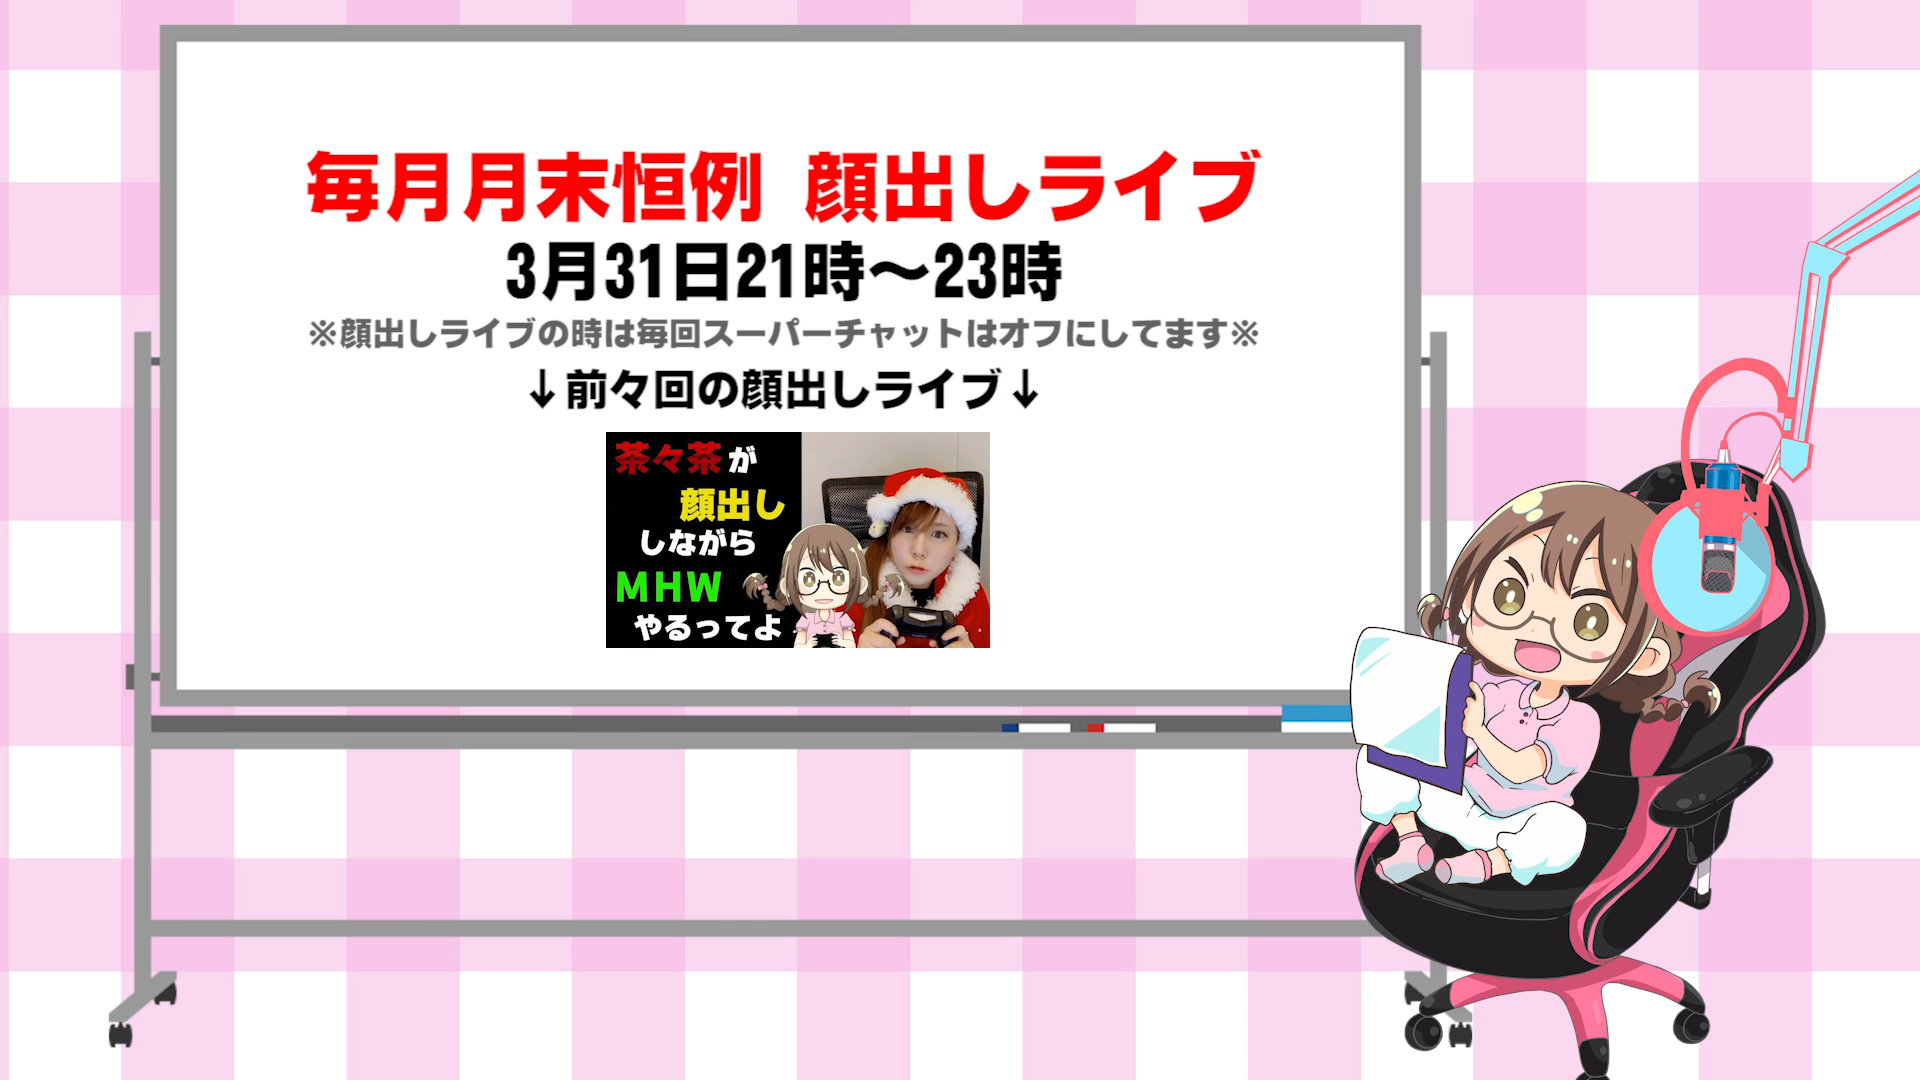 毎月月末恒例 顔出しライブ
3月31日21時～23時
※顔出しライブの時は毎回スーパーチャットはオフにしてます※
↓前々回の顔出しライブ↓
茶々茶が
顔出し
しながら
MHW
やるってよ